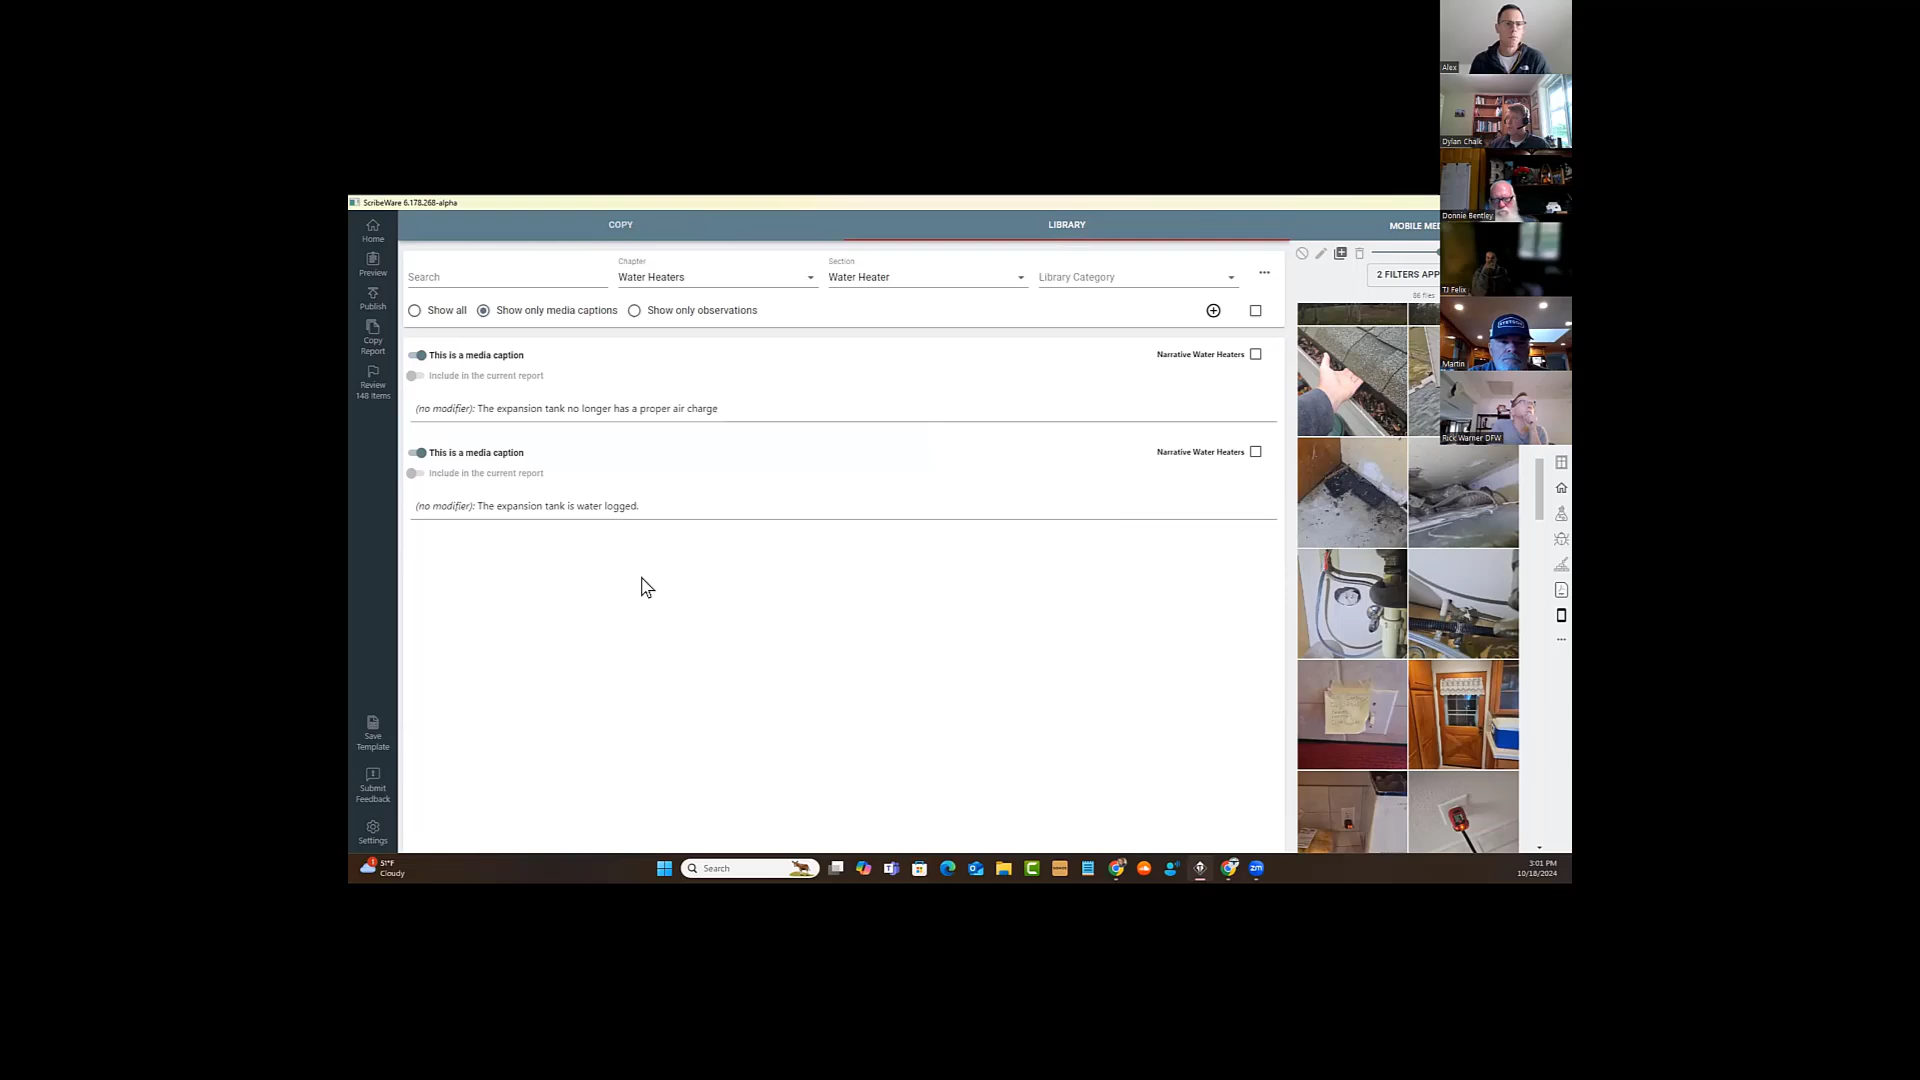 ScribeWare 6.178.268-alpha
Home
Preview
Publish
Copy
Report
Review
148 items
Save
Template
Submit
Feedback
Settings
COPY
LIBRARY
MOBILE MED
Search
Chapter
Water Heaters
Section
Water Heater
Library Category
Show all
Show only media captions
Show only observations
This is a media caption
Narrative Water Heaters
Include in the current report
(no modifier): The expansion tank no longer has a proper air charge
This is a media caption
Narrative Water Heaters
Include in the current report
(no modifier): The expansion tank is water logged.
2 FILTERS APP
86 files
Alex
Dylan Chalk
Donnie Bentley
TJ Felix
STETSON
Martin
Rick Warner DFW
1
51°F
Cloudy
Search
zm
3:01 PM
10/18/2024